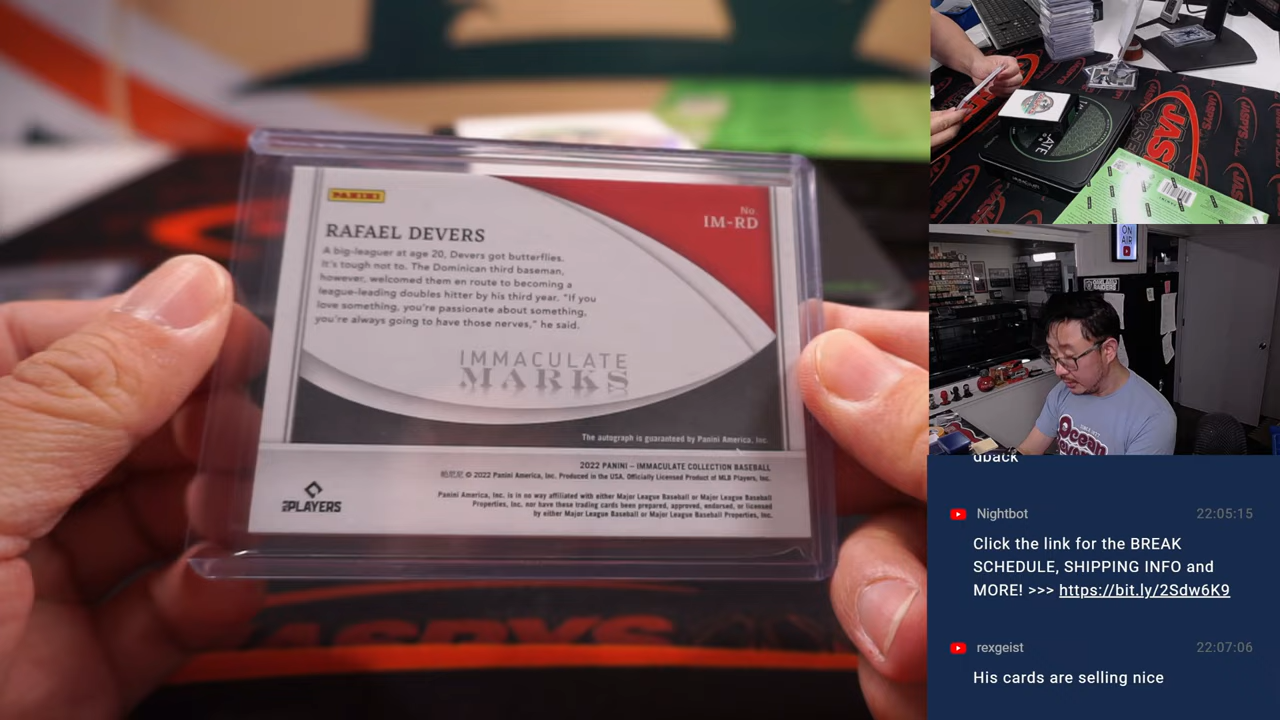 PANINI
No.
IM-RD
RAFAEL DEVERS
A big-leaguer at age 20, Devers got butterflies.
It's tough not to. The Dominican third baseman,
however, welcomed them en route to becoming a
league-leading doubles hitter by his third year. "If you
love something, you're passionate about something,
you're always going to have those nerves," he said.
IMMACULATE
MARKS
The autograph is guaranteed by Panini America, Inc.
2022 PANINI – IMMACULATE COLLECTION BASEBALL
帕尼尼 © 2022 Panini America, Inc. Produced in the USA. Officially Licensed Product of MLB Players, Inc.
Panini America, Inc. is in no way affiliated with either Major League Baseball or Major League Baseball
Properties, Inc. nor have these trading cards been prepared, approved, endorsed, or licensed
by either Major League Baseball or Major League Baseball Properties, Inc.
PLAYERS
JASPYS
ON
AIR
Ocean
dback
Nightbot 22:05:15
Click the link for the BREAK
SCHEDULE, SHIPPING INFO and
MORE! >>> https://bit.ly/2Sdw6K9
rexgeist 22:07:06
His cards are selling nice